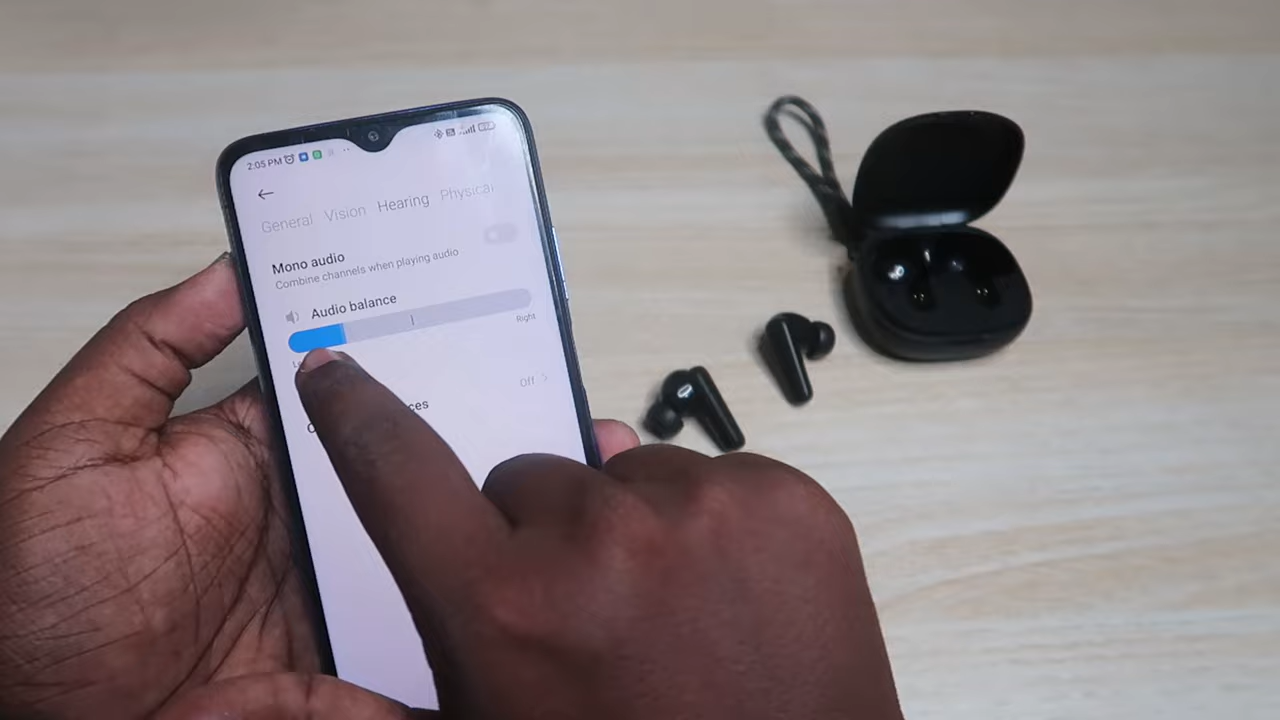 2:05 PM
General Vision Hearing Physical
Mono audio
Combine channels when playing audio
Audio balance
Right
Off